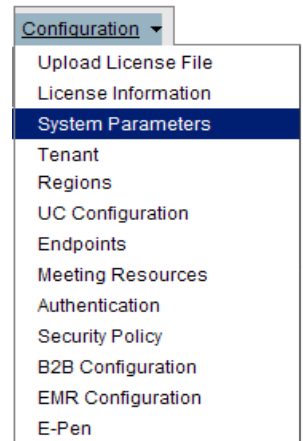 Configuration
Upload License File
License Information
System Parameters
Tenant
Regions
UC Configuration
Endpoints
Meeting Resources
Authentication
Security Policy
B2B Configuration
EMR Configuration
E-Pen